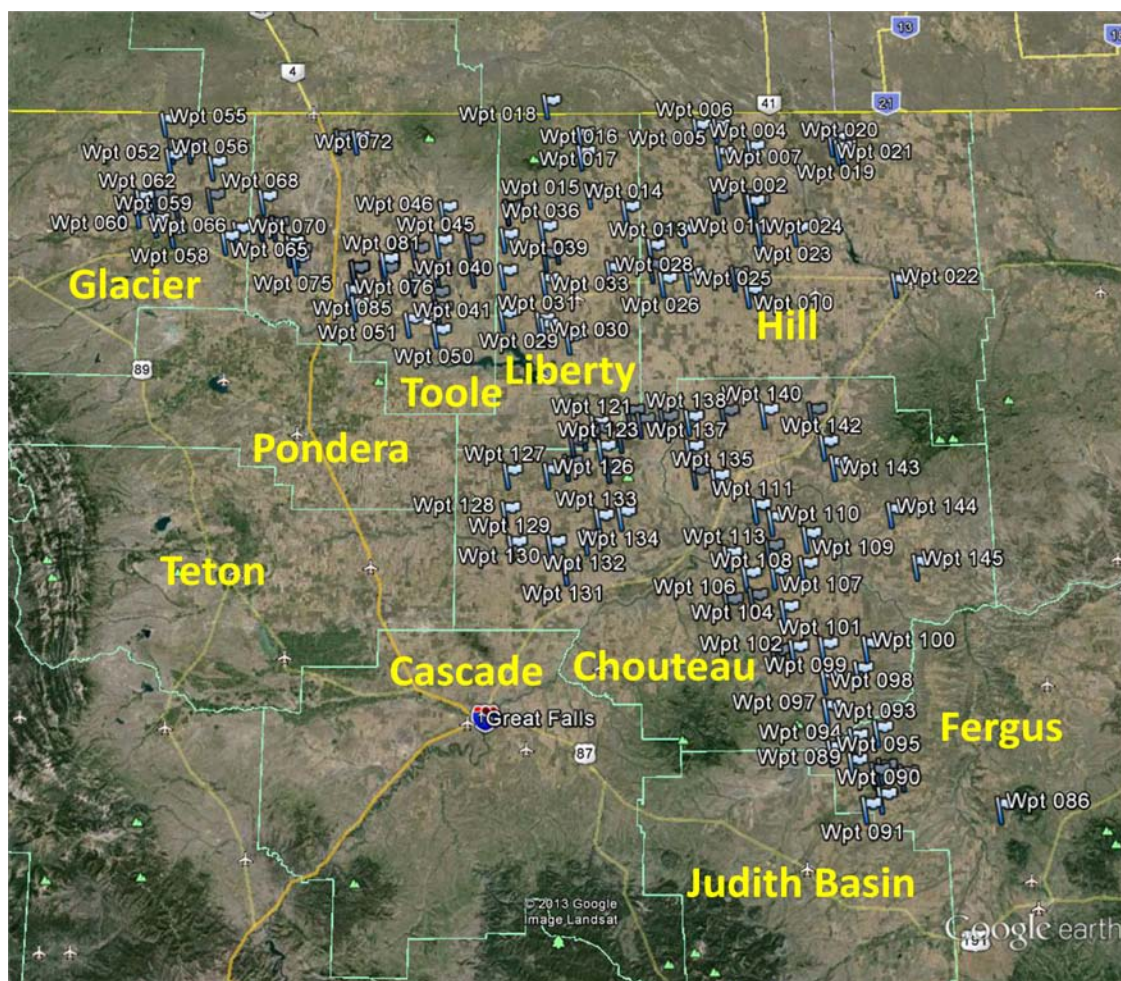 13
4
41
21
Wpt 018
Wpt 006
Wpt 055
Wpt 072
Wpt 016
Wpt 005
Wpt 004
Wpt 020
Wpt 052
Wpt 056
Wpt 017
Wpt 007
Wpt 021
Wpt 019
Wpt 062
Wpt 068
Wpt 015
Wpt 014
Wpt 002
Wpt 059
Wpt 046
Wpt 036
Wpt 060
Wpt 066
Wpt 070
Wpt 045
Wpt 013
Wpt 011
Wpt 024
Wpt 058
Wpt 065
Wpt 081
Wpt 039
Wpt 023
Wpt 040
Wpt 028
Glacier
Wpt 075
Wpt 076
Wpt 033
Wpt 025
Wpt 022
Wpt 085
Wpt 041
Wpt 031
Wpt 026
Wpt 010
Wpt 051
Wpt 029
Wpt 030
Hill
Wpt 050
89
Liberty
Toole
Wpt 121
Wpt 138
Wpt 140
Pondera
Wpt 123
Wpt 137
Wpt 142
Wpt 127
Wpt 126
Wpt 135
Wpt 143
Wpt 111
Wpt 128
Wpt 133
Wpt 110
Wpt 144
Wpt 129
Wpt 134
Wpt 113
Wpt 109
Wpt 130
Wpt 132
Wpt 108
Wpt 145
Teton
Wpt 131
Wpt 106
Wpt 107
Wpt 104
Wpt 101
Wpt 102
Wpt 100
Cascade
Chouteau
Wpt 099
Wpt 098
Wpt 097
Wpt 093
Great Falls
Wpt 094
Wpt 095
Fergus
87
Wpt 089
Wpt 090
Wpt 086
Wpt 091
Judith Basin
© 2013 Google
Image Landsat
Google earth
191